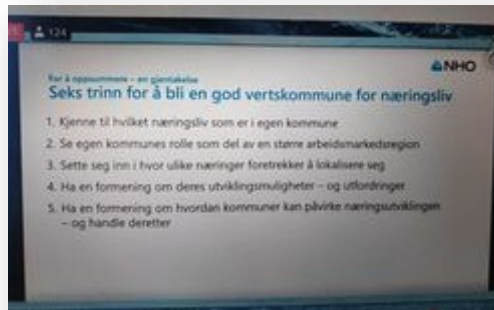 124
NHO
For å oppsummere – en gjentakelse
Seks trinn for å bli en god vertskommune for næringsliv
1. Kjenne til hvilket næringsliv som er i egen kommune
2. Se egen kommunes rolle som del av en større arbeidsmarkedsregion
3. Sette seg inn i hvor ulike næringer foretrekker å lokalisere seg
4. Ha en formening om deres utviklingsmuligheter – og utfordringer
5. Ha en formening om hvordan kommuner kan påvirke næringsutviklingen
– og handle deretter